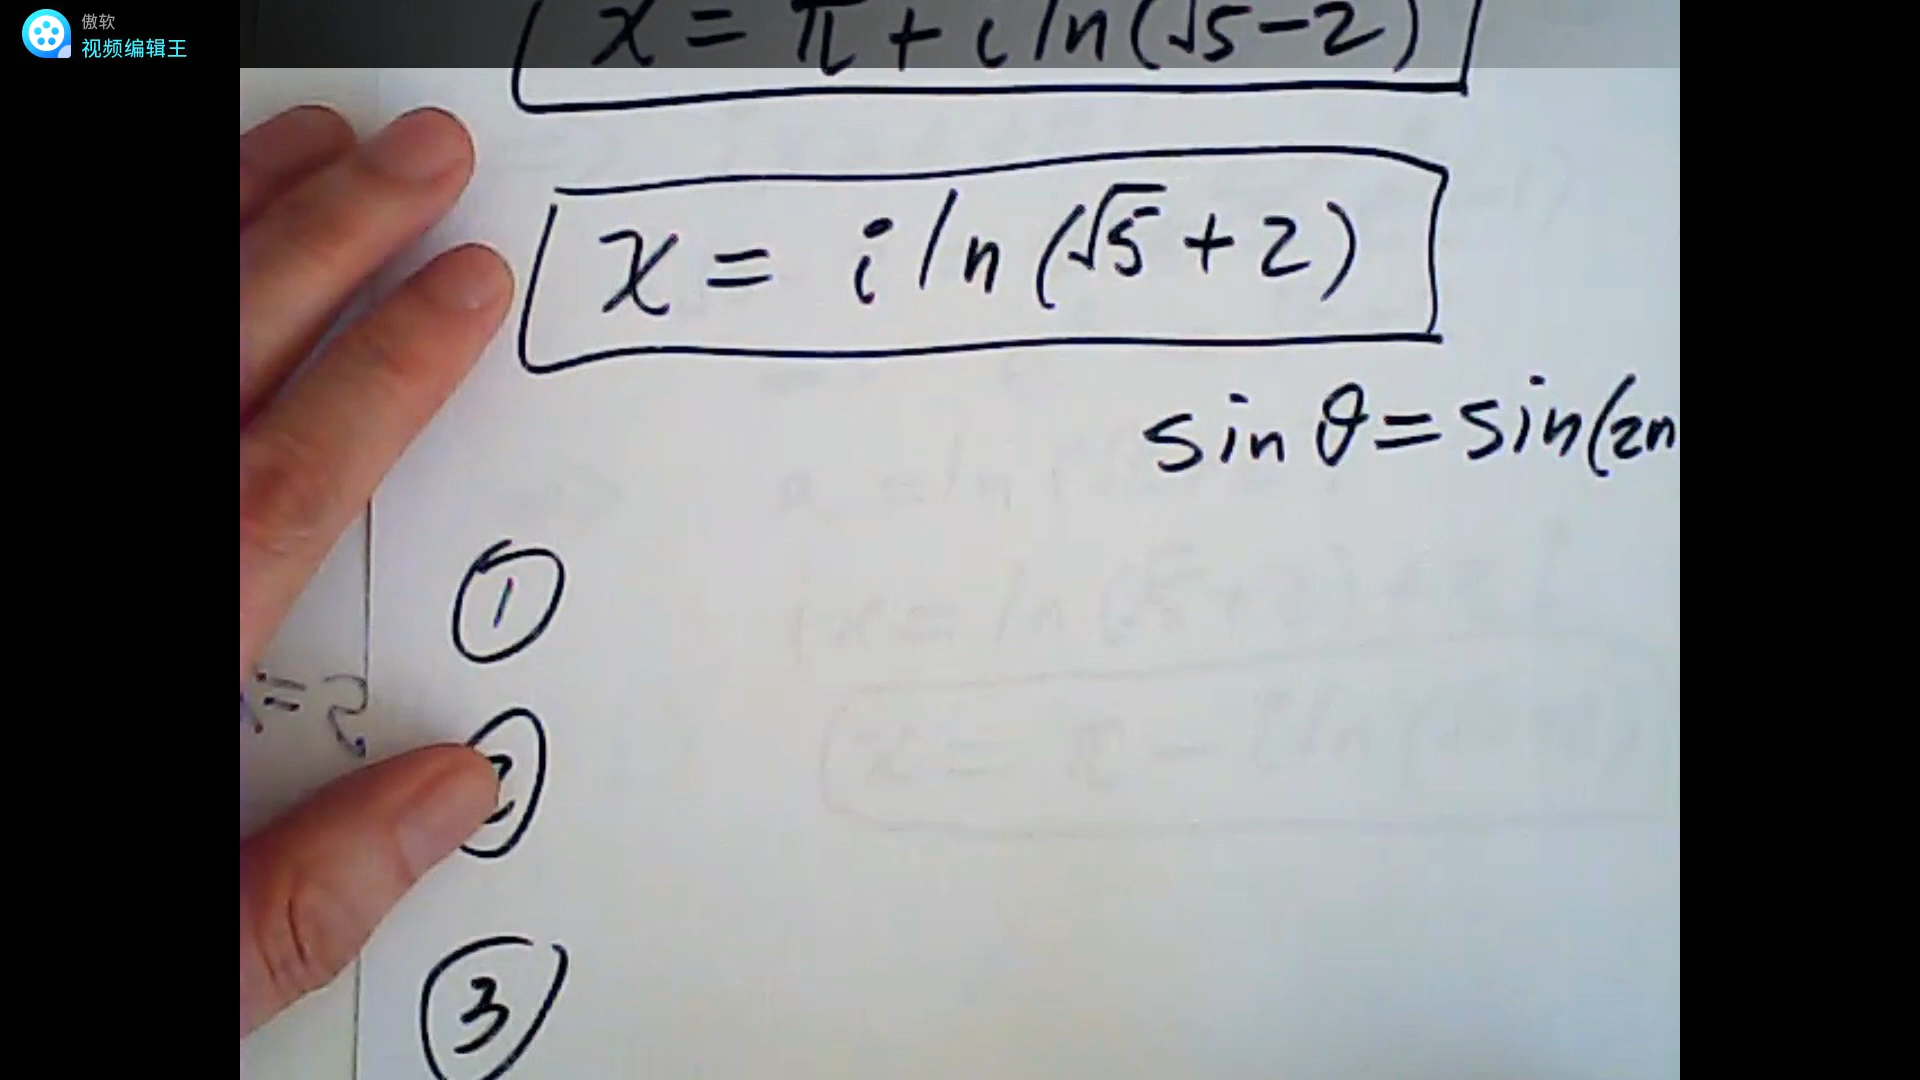 傲软
视频编辑王
x = π + i ln(√5-2)
x = i ln(√5+2)
sin θ = sin(2n
①
②
③
=2